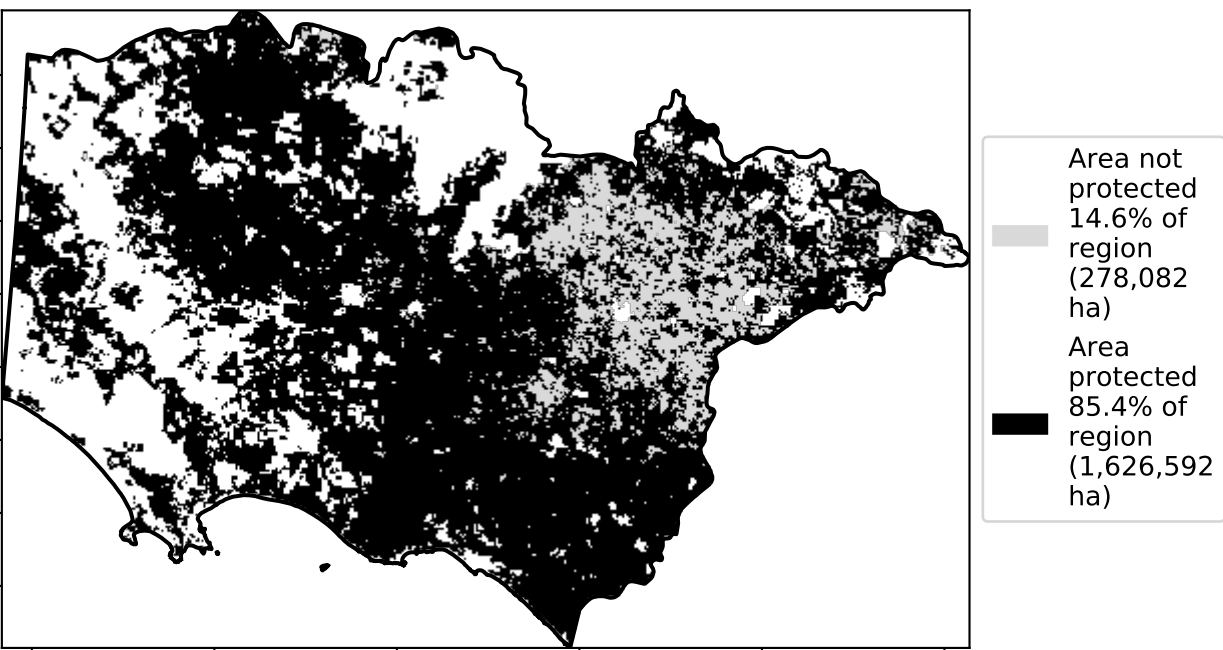 Area not
protected
14.6% of
region
(278,082
ha)
Area
protected
85.4% of
region
(1,626,592
ha)